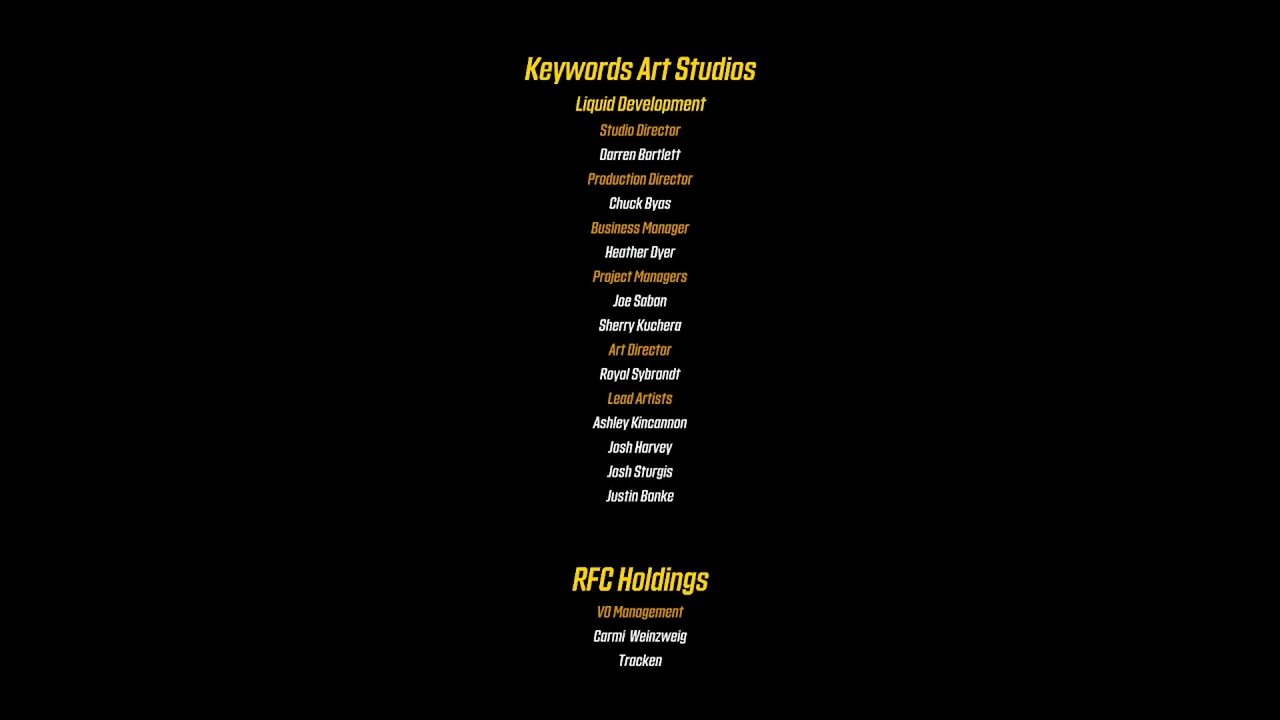 Keywords Art Studios
Liquid Development
Studio Director
Darren Bartlett
Production Director
Chuck Byas
Business Manager
Heather Dyer
Project Managers
Joe Saban
Sherry Kuchera
Art Director
Royal Sybrandt
Lead Artists
Ashley Kincannon
Josh Harvey
Josh Sturgis
Justin Banke
RFC Holdings
VO Management
Carmi Weinzweig
Tracken